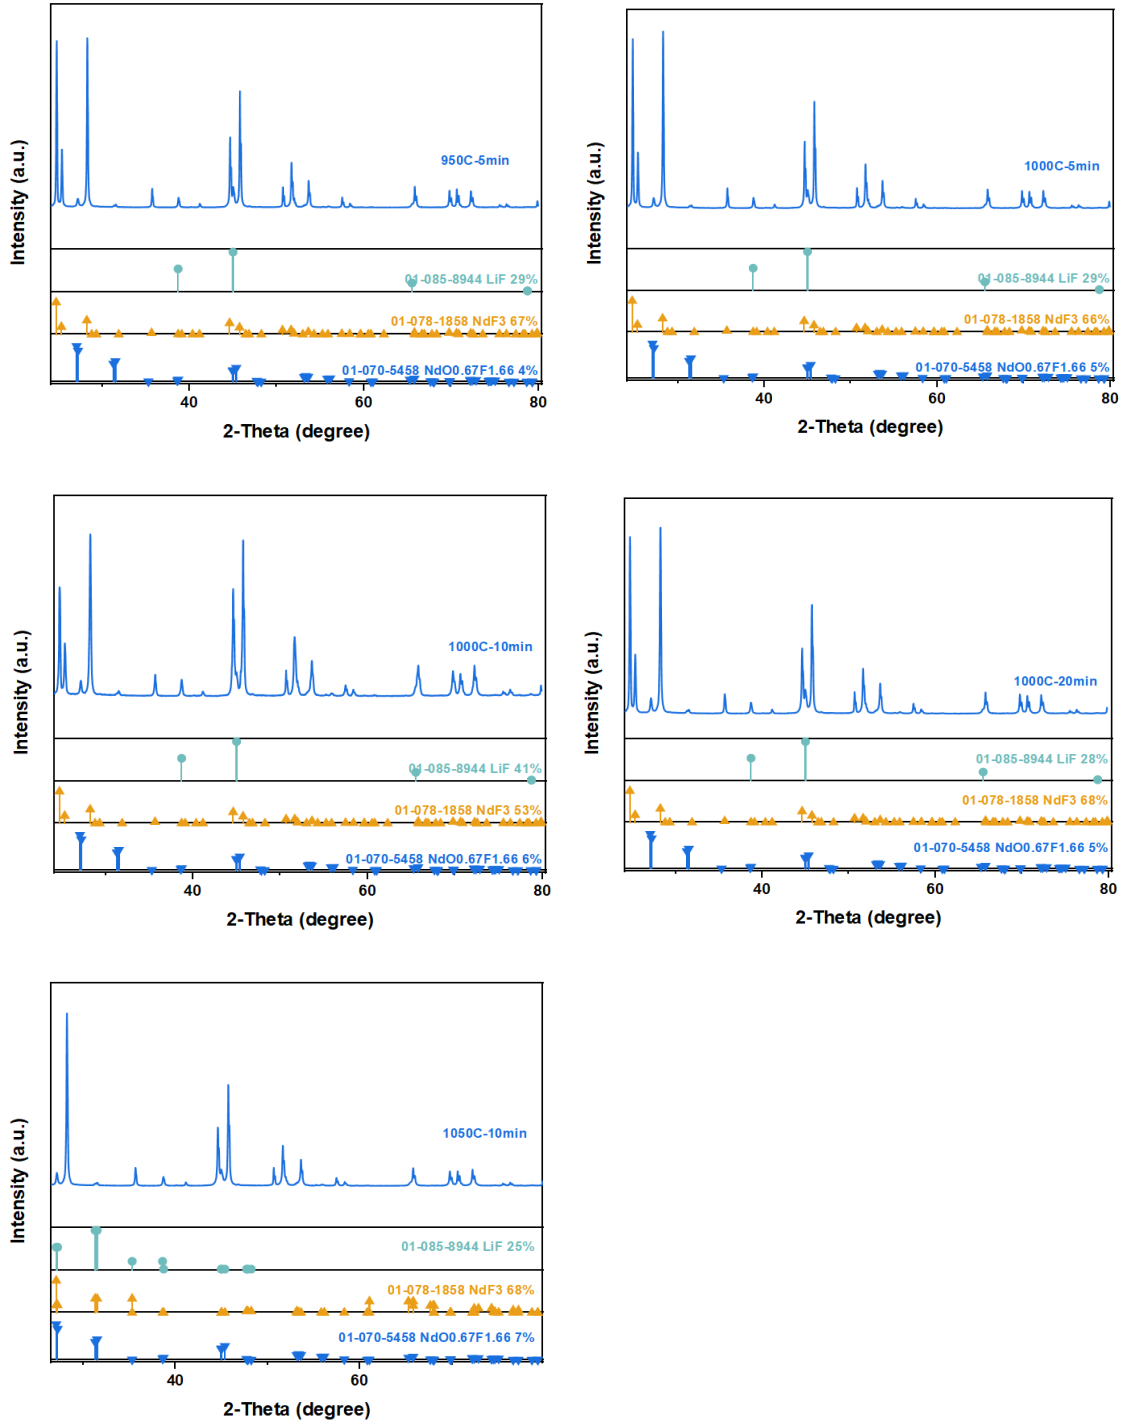 Intensity (a.u.)
950C-5min
01-085-8944 LiF 29%
01-078-1858 NdF3 67%
01-070-5458 NdO0.67F1.66 4%
40
60
80
2-Theta (degree)
Intensity (a.u.)
1000C-5min
01-085-8944 LiF 29%
01-078-1858 NdF3 66%
01-070-5458 NdO0.67F1.66 5%
40
60
80
2-Theta (degree)
Intensity (a.u.)
1000C-10min
01-085-8944 LiF 41%
01-078-1858 NdF3 53%
01-070-5458 NdO0.67F1.66 6%
40
60
80
2-Theta (degree)
Intensity (a.u.)
1000C-20min
01-085-8944 LiF 28%
01-078-1858 NdF3 68%
01-070-5458 NdO0.67F1.66 5%
40
60
80
2-Theta (degree)
Intensity (a.u.)
1050C-10min
01-085-8944 LiF 25%
01-078-1858 NdF3 68%
01-070-5458 NdO0.67F1.66 7%
40
60
2-Theta (degree)